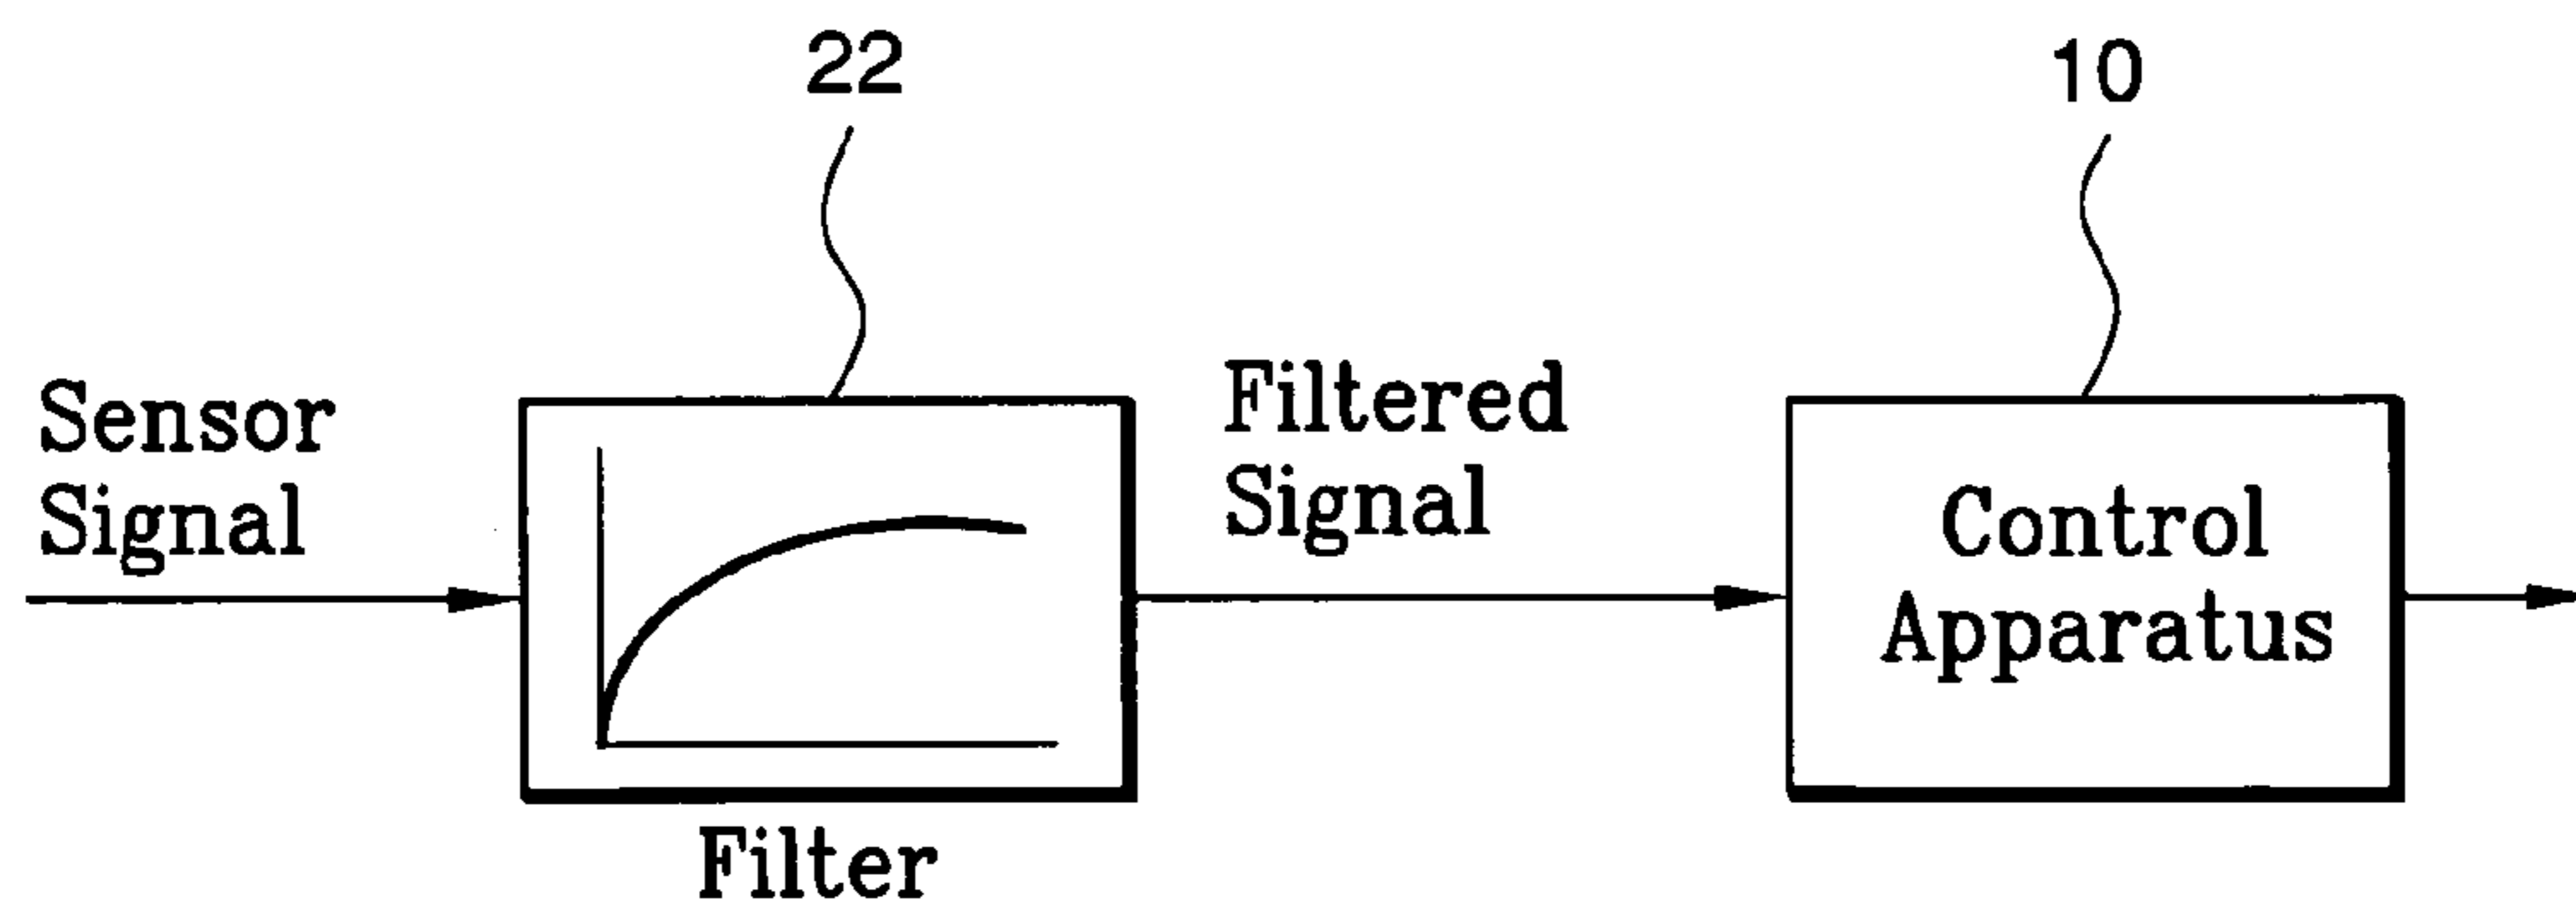 22
10
Sensor
Signal
Filtered
Signal
Control
Apparatus
Filter